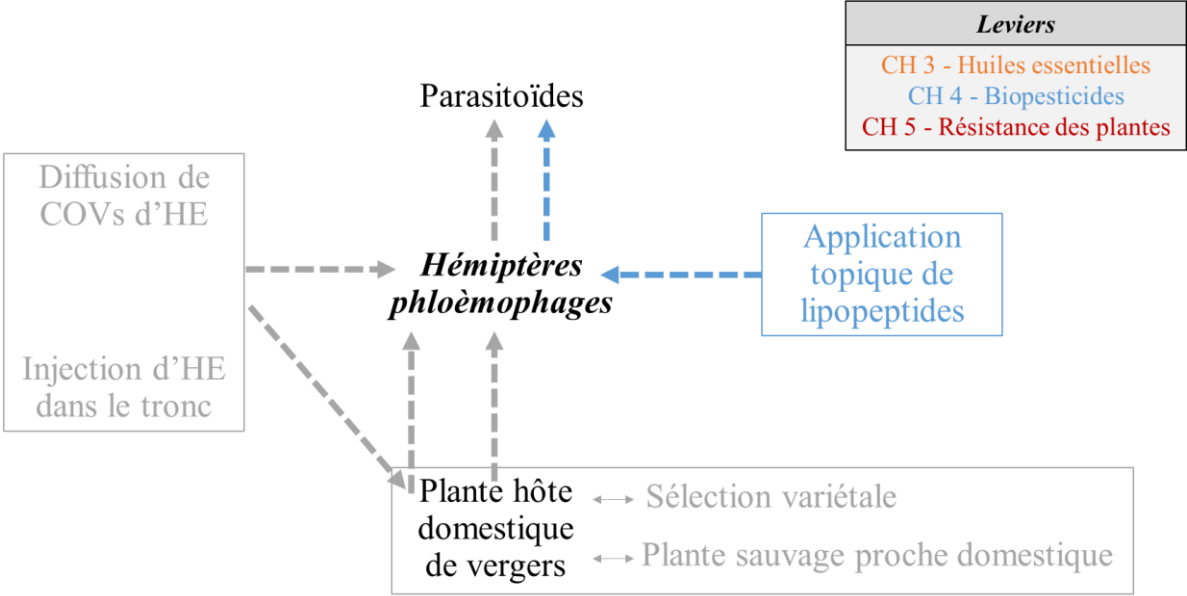 Leviers
CH 3 - Huiles essentielles
CH 4 - Biopesticides
CH 5 - Résistance des plantes
Parasitoïdes
Diffusion de
COVs d’HE
Injection d’HE
dans le tronc
Hémiptères
phloèmophages
Application
topique de
lipopeptides
Plante hôte
domestique
de vergers
Sélection variétale
Plante sauvage proche domestique